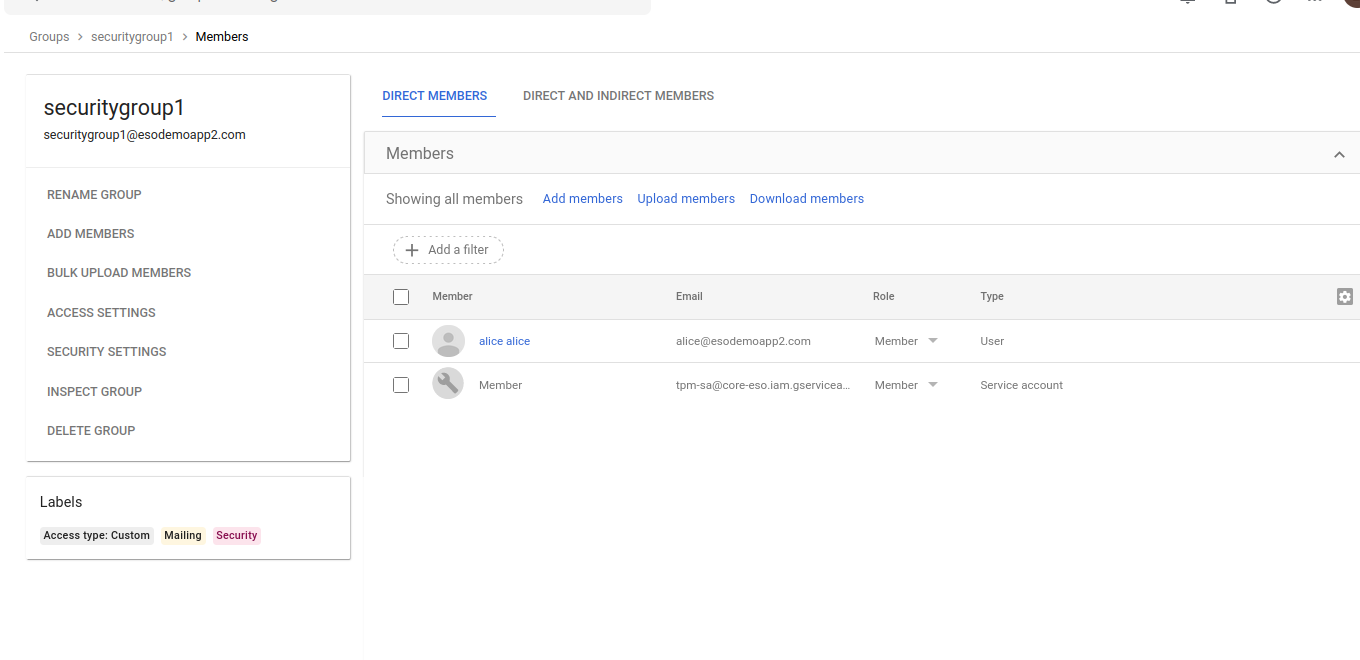 Groups > securitygroup1 > Members
securitygroup1
securitygroup1@esodemoapp2.com
RENAME GROUP
ADD MEMBERS
BULK UPLOAD MEMBERS
ACCESS SETTINGS
SECURITY SETTINGS
INSPECT GROUP
DELETE GROUP
Labels
Access type: Custom Mailing Security
DIRECT MEMBERS DIRECT AND INDIRECT MEMBERS
Members
Showing all members Add members Upload members Download members
Add a filter
Member Email Role Type
alice alice alice@esodemoapp2.com Member User
Member tpm-sa@core-eso.iam.gservicea... Member Service account